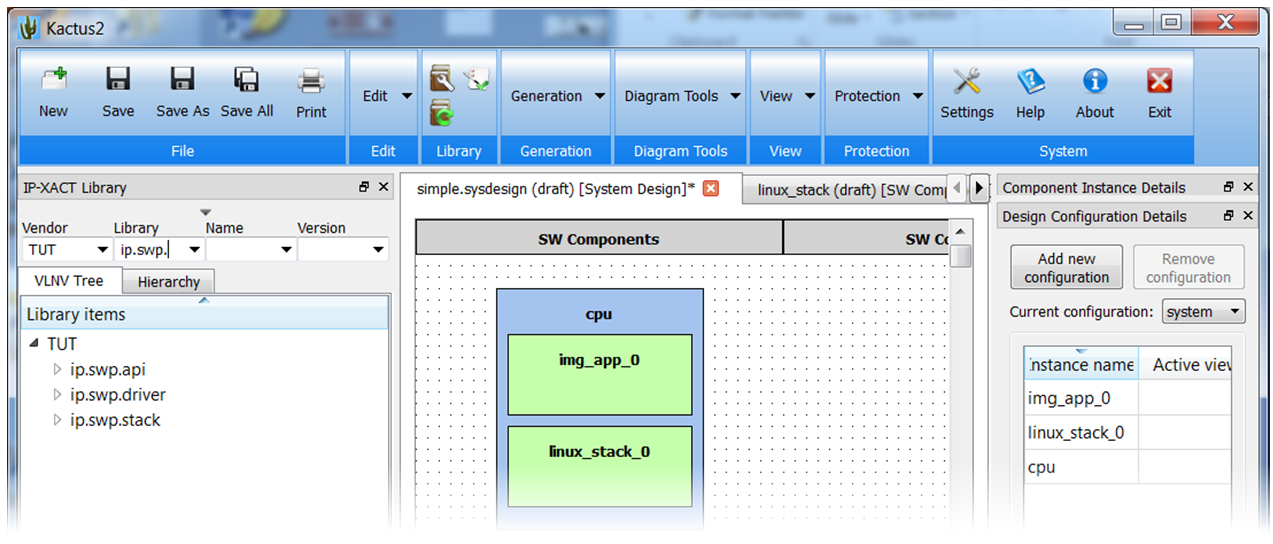 Kactus2
New Save Save As Save All Print
Edit
Generation
Diagram Tools
View
Protection
Settings Help About Exit
File Edit Library Generation Diagram Tools View Protection System
IP-XACT Library
Vendor Library Name Version
TUT ip.swp.
VLNV Tree Hierarchy
Library items
TUT
ip.swp.api
ip.swp.driver
ip.swp.stack
simple.sysdesign (draft) [System Design]*
linux_stack (draft) [SW Comp
SW Components
SW Co
cpu
img_app_0
linux_stack_0
Component Instance Details
Design Configuration Details
Add new
configuration
Remove
configuration
Current configuration: system
Instance name Active view
img_app_0
linux_stack_0
cpu